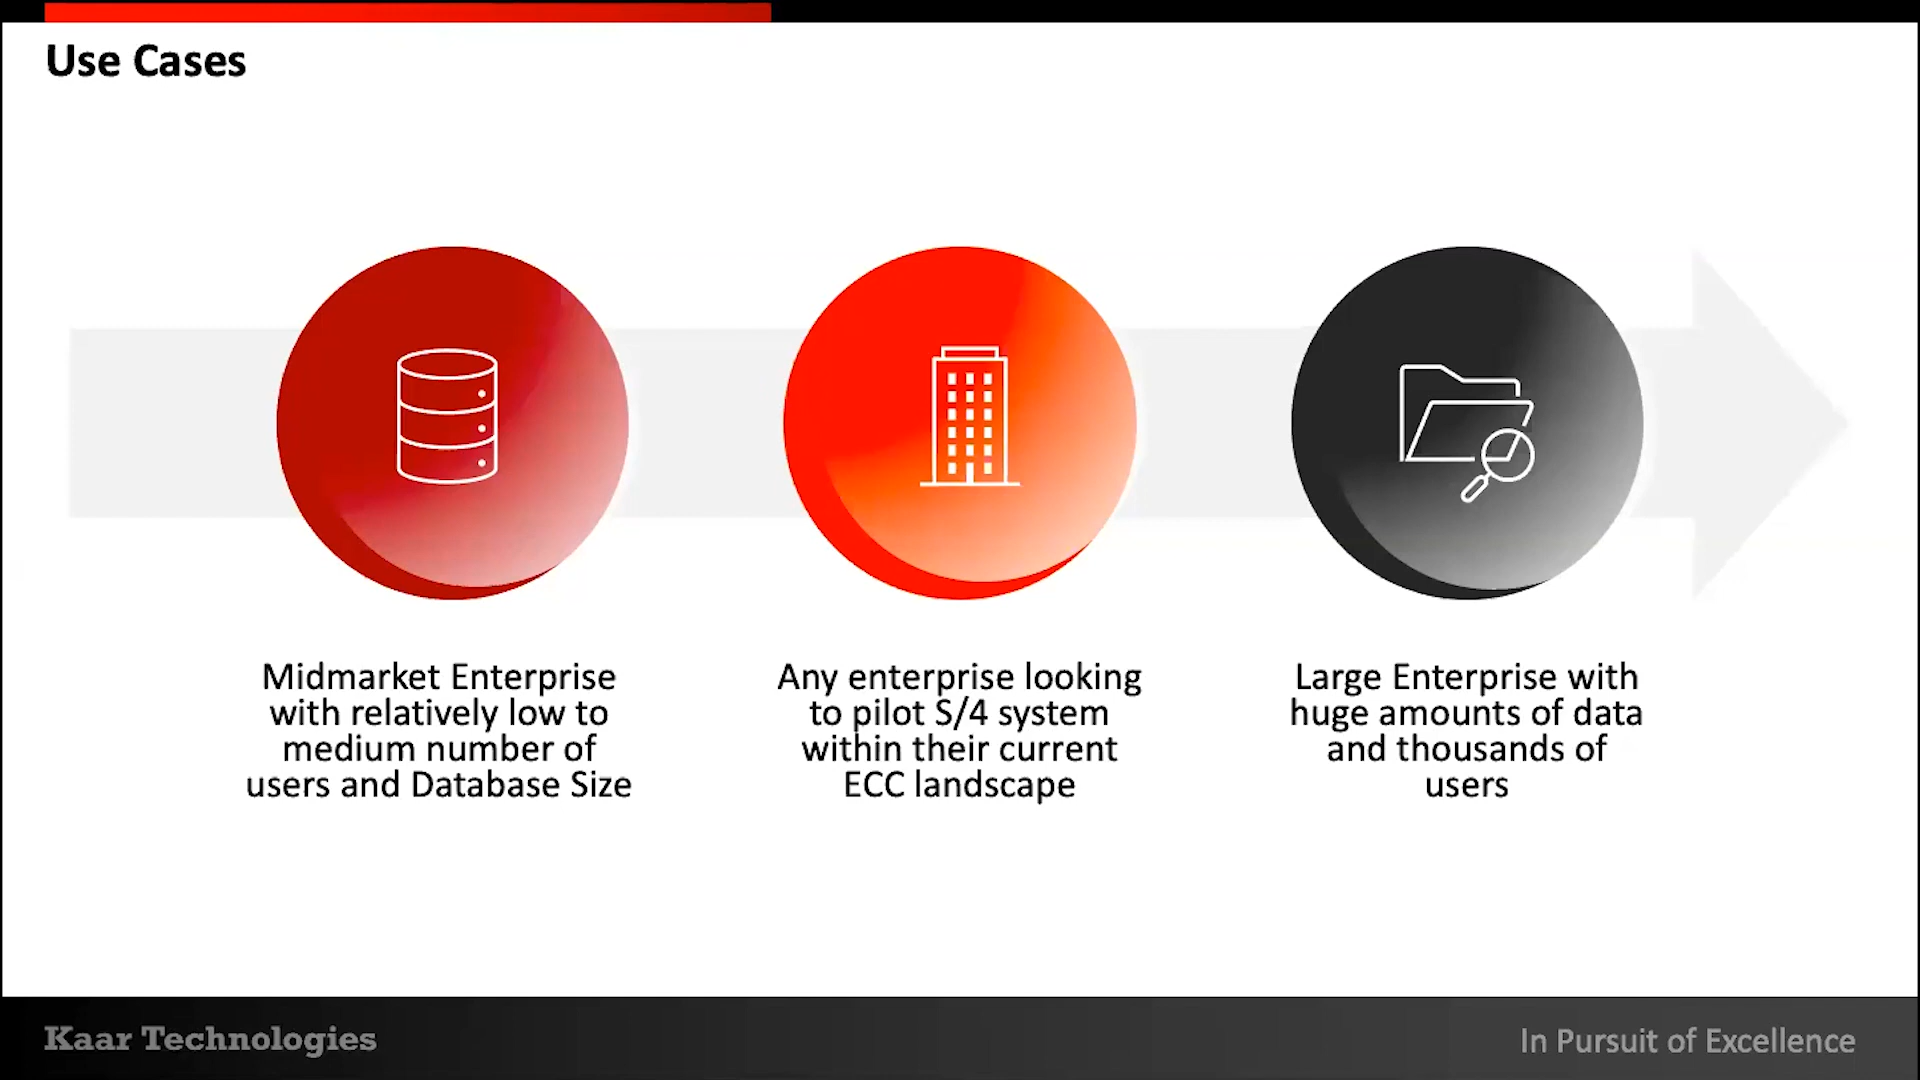 Use Cases
Midmarket Enterprise
with relatively low to
medium number of
users and Database Size
Any enterprise looking
to pilot S/4 system
within their current
ECC landscape
Large Enterprise with
huge amounts of data
and thousands of
users
Kaar Technologies
In Pursuit of Excellence